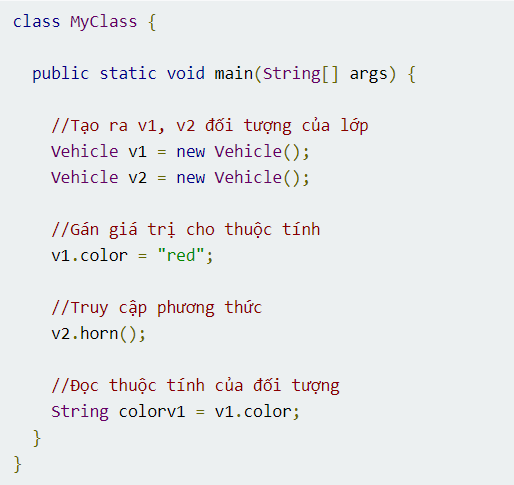 class MyClass {
public static void main(String[] args) {
//Tạo ra v1, v2 đối tượng của lớp
Vehicle v1 = new Vehicle();
Vehicle v2 = new Vehicle();
//Gán giá trị cho thuộc tính
v1.color = "red";
//Truy cập phương thức
v2.horn();
//Đọc thuộc tính của đối tượng
String colorv1 = v1.color;
}
}